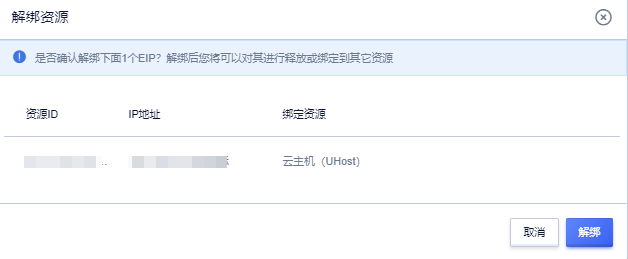 解绑资源
是否确认解绑下面1个EIP？解绑后您将可以对其进行释放或绑定到其它资源
资源ID IP地址 绑定资源
.. 云主机（UHost）
取消 解绑